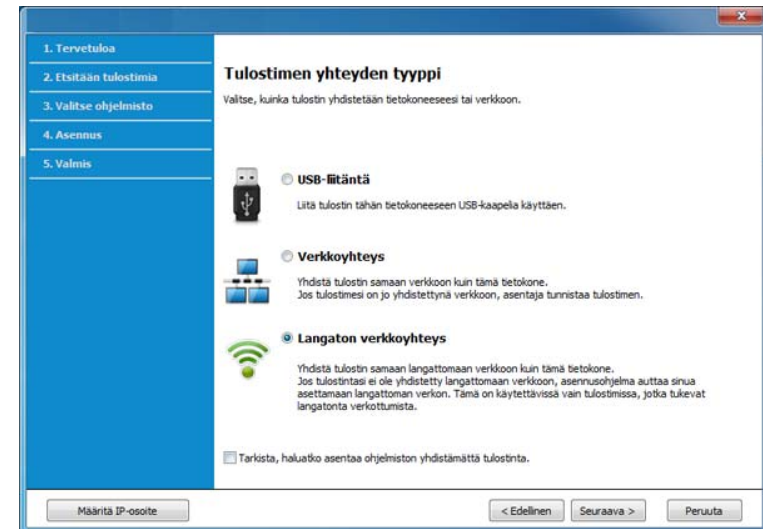 1. Tervetuloa
2. Etsitään tulostimia
3. Valitse ohjelmisto
4. Asennus
5. Valmis
Tulostimen yhteyden tyyppi
Valitse, kuinka tulostin yhdistetään tietokoneeseesi tai verkkoon.
USB-liitäntä
Liitä tulostin tähän tietokoneeseen USB-kaapelia käyttäen.
Verkkoyhteys
Yhdistä tulostin samaan verkkoon kuin tämä tietokone.
Jos tulostimesi on jo yhdistettynä verkkoon, asentaja tunnistaa tulostimen.
Langaton verkkoyhteys
Yhdistä tulostin samaan langattomaan verkkoon kuin tämä tietokone.
Jos tulostintasi ei ole yhdistetty langattomaan verkkoon, asennusohjelma auttaa sinua
asettamaan langattoman verkon. Tämä on käytettävissä vain tulostimissa, jotka tukevat
langatonta verkottumista.
Tarkista, haluatko asentaa ohjelmiston yhdistämättä tulostinta.
Määritä IP-osoite
< Edellinen
Seuraava >
Peruuta